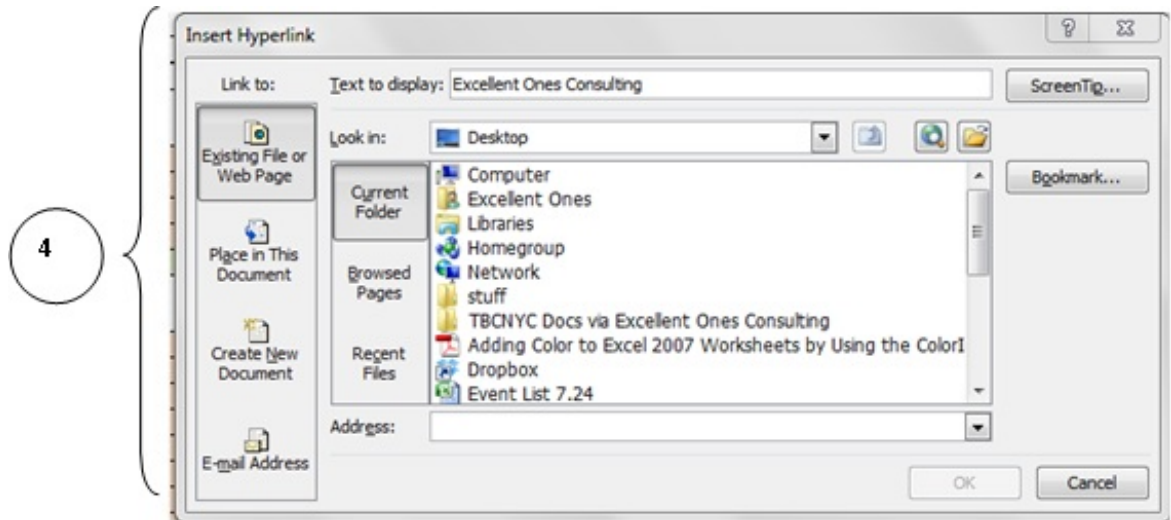 Insert Hyperlink
Link to:
Text to display: Excellent Ones Consulting
ScreenTip...
Existing File or
Web Page
Look in:
Desktop
Current
Folder
Computer
Excellent Ones
Libraries
Homegroup
Network
stuff
TBCNYC Docs via Excellent Ones Consulting
Adding Color to Excel 2007 Worksheets by Using the ColorI
Dropbox
Event List 7.24
Bookmark...
4
Place in This
Document
Browsed
Pages
Create New
Document
Recent
Files
E-mail Address
Address:
OK
Cancel